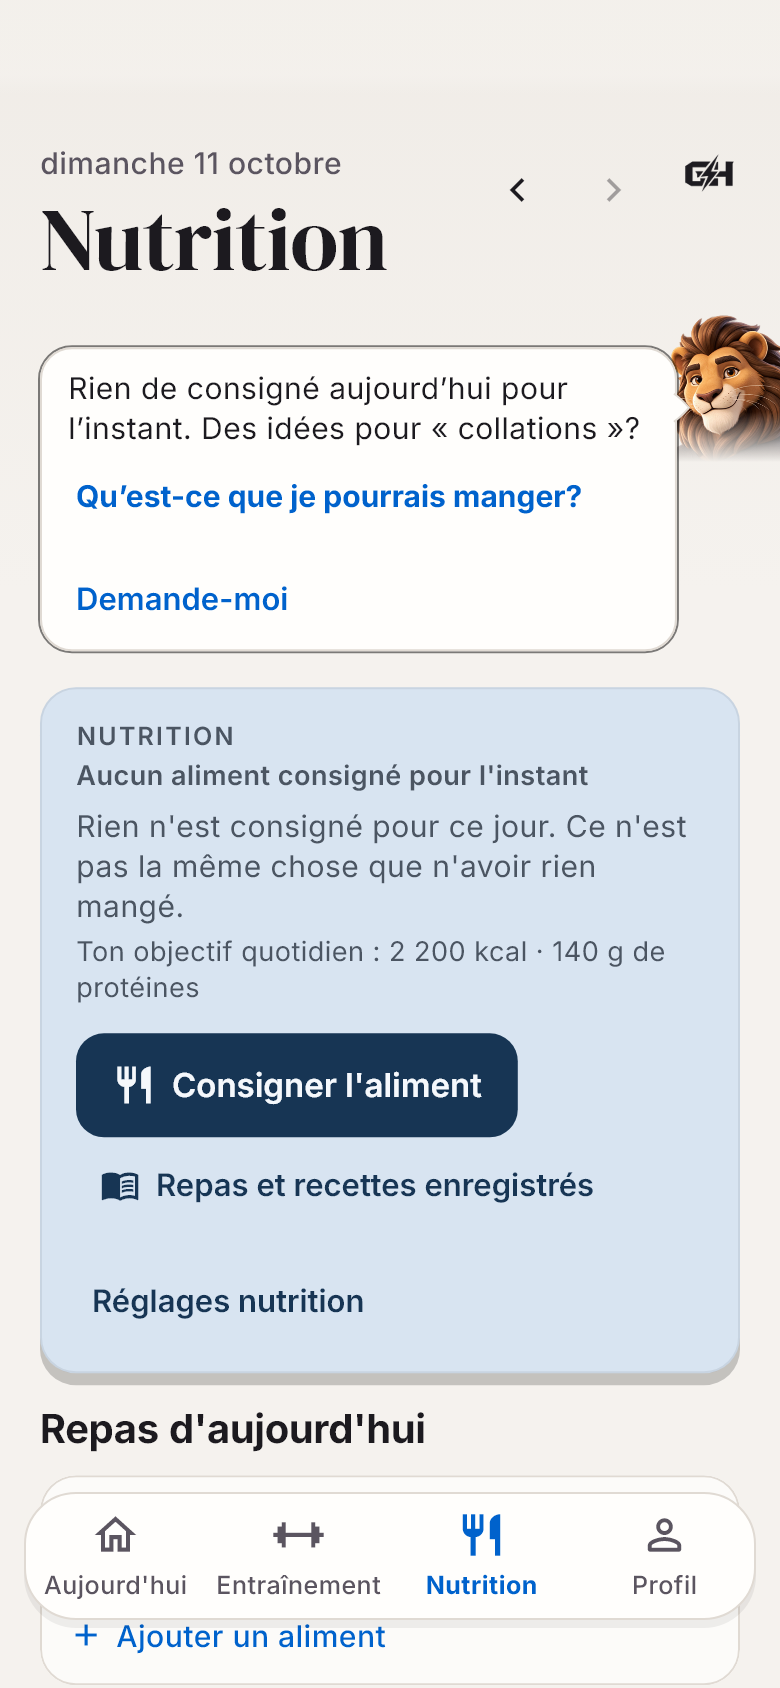 dimanche 11 octobre
Nutrition
GH
Rien de consigné aujourd’hui pour
l’instant. Des idées pour « collations »?
Qu’est-ce que je pourrais manger?
Demande-moi
NUTRITION
Aucun aliment consigné pour l'instant
Rien n'est consigné pour ce jour. Ce n'est
pas la même chose que n'avoir rien
mangé.
Ton objectif quotidien : 2 200 kcal · 140 g de
protéines
Consigner l'aliment
Repas et recettes enregistrés
Réglages nutrition
Repas d'aujourd'hui
Aujourd'hui
Entraînement
Nutrition
Profil
+ Ajouter un aliment